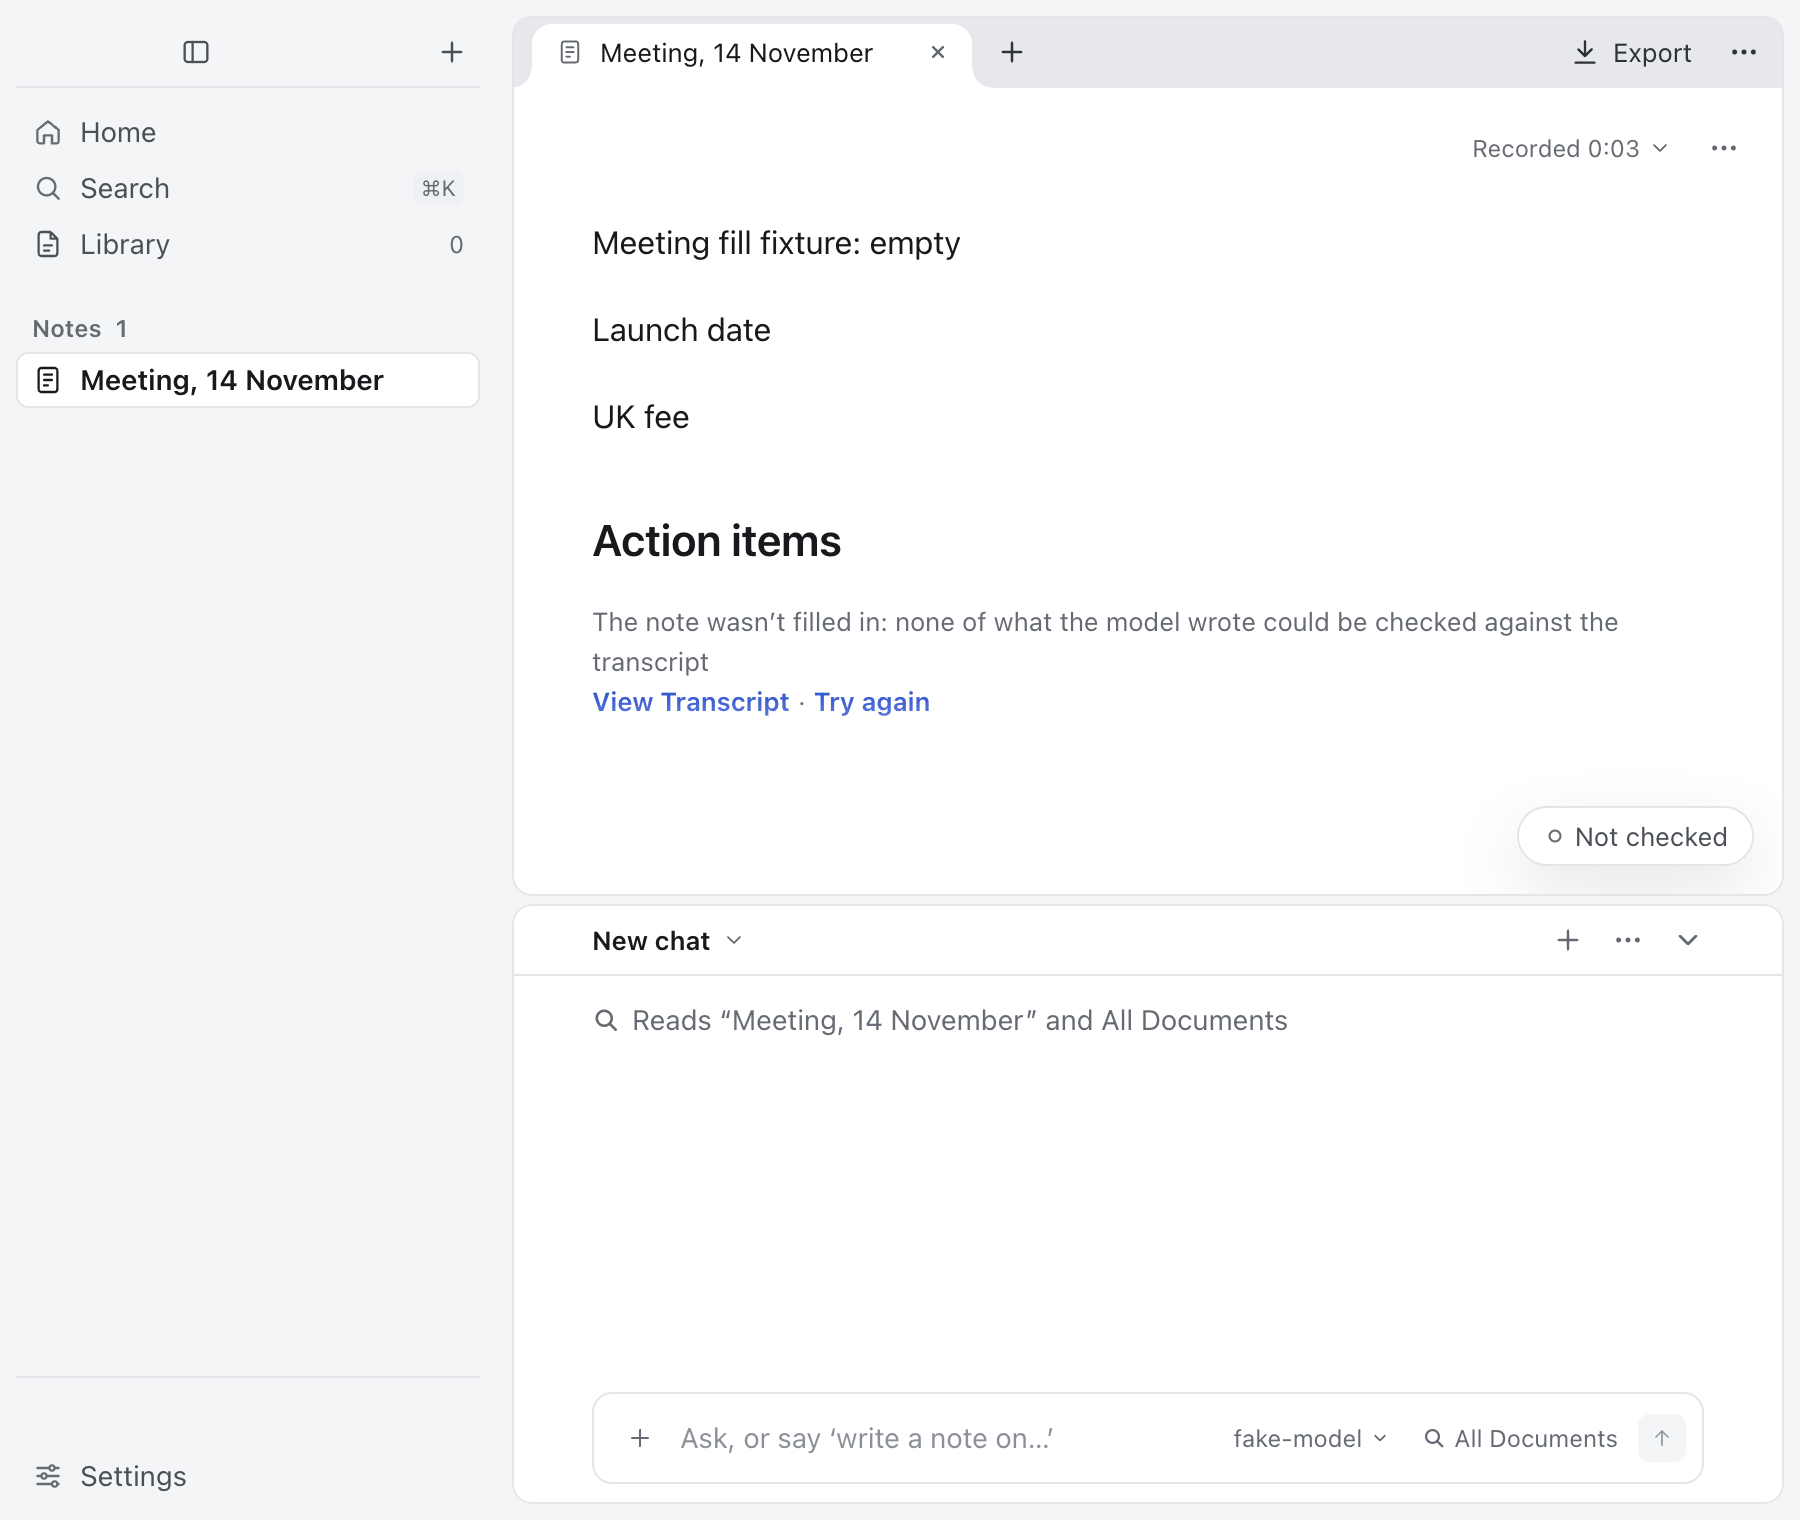 Home
Search ⌘K
Library 0
Notes 1
Meeting, 14 November
Settings
Meeting, 14 November
Export
Recorded 0:03
Meeting fill fixture: empty
Launch date
UK fee
Action items
The note wasn’t filled in: none of what the model wrote could be checked against the
transcript
View Transcript · Try again
Not checked
New chat
Reads “Meeting, 14 November” and All Documents
Ask, or say ‘write a note on…’ fake-model All Documents